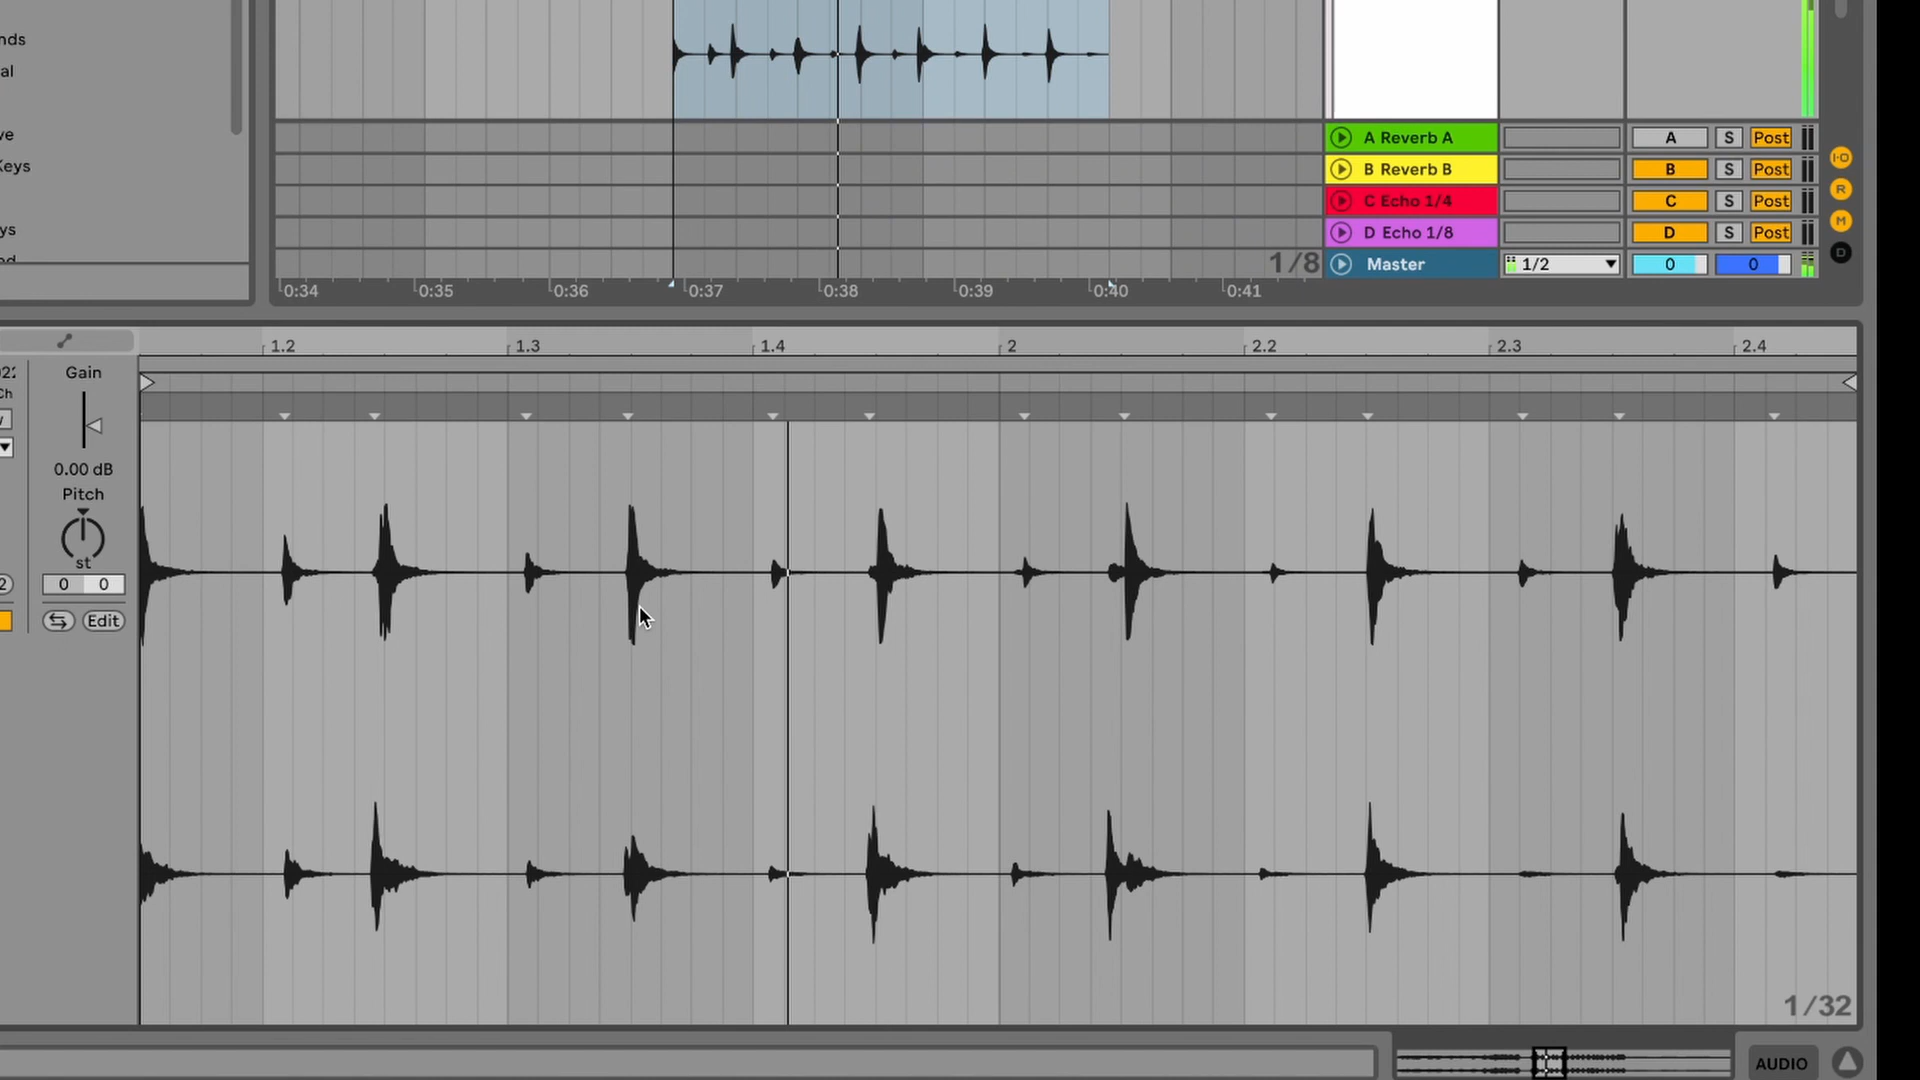 nds
al
ve
Keys
ys
nd
A Reverb A
A S Post
B Reverb B
B S Post
C Echo 1/4
C S Post
D Echo 1/8
D S Post
1/8
Master
1/2
0 0
I·O
R
M
D
0:34 0:35 0:36 0:37 0:38 0:39 0:40 0:41
1.2 1.3 1.4 2 2.2 2.3 2.4
Gain
Ch
0.00 dB
Pitch
st
2
0 0
Edit
1/32
AUDIO